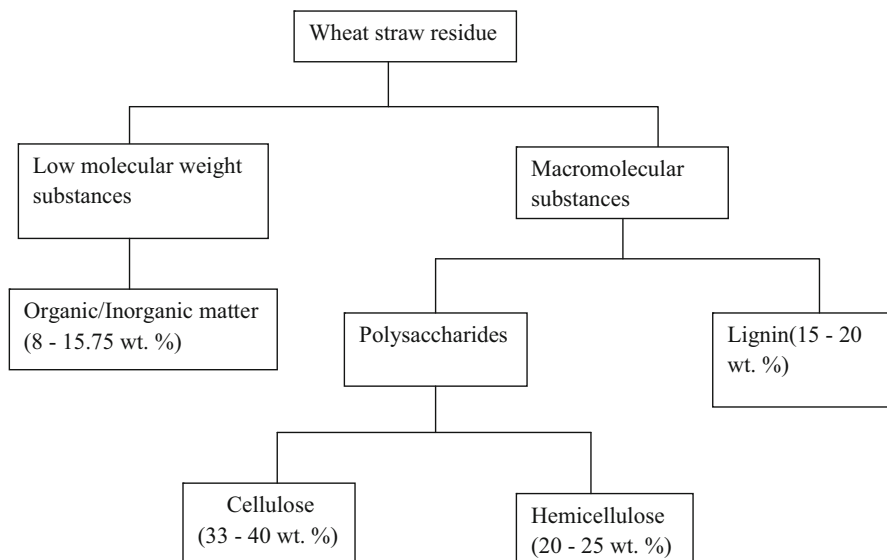 Wheat straw residue
Low molecular weight
substances
Macromolecular
substances
Organic/Inorganic matter
(8 - 15.75 wt. %)
Polysaccharides
Lignin(15 - 20
wt. %)
Cellulose
(33 - 40 wt. %)
Hemicellulose
(20 - 25 wt. %)